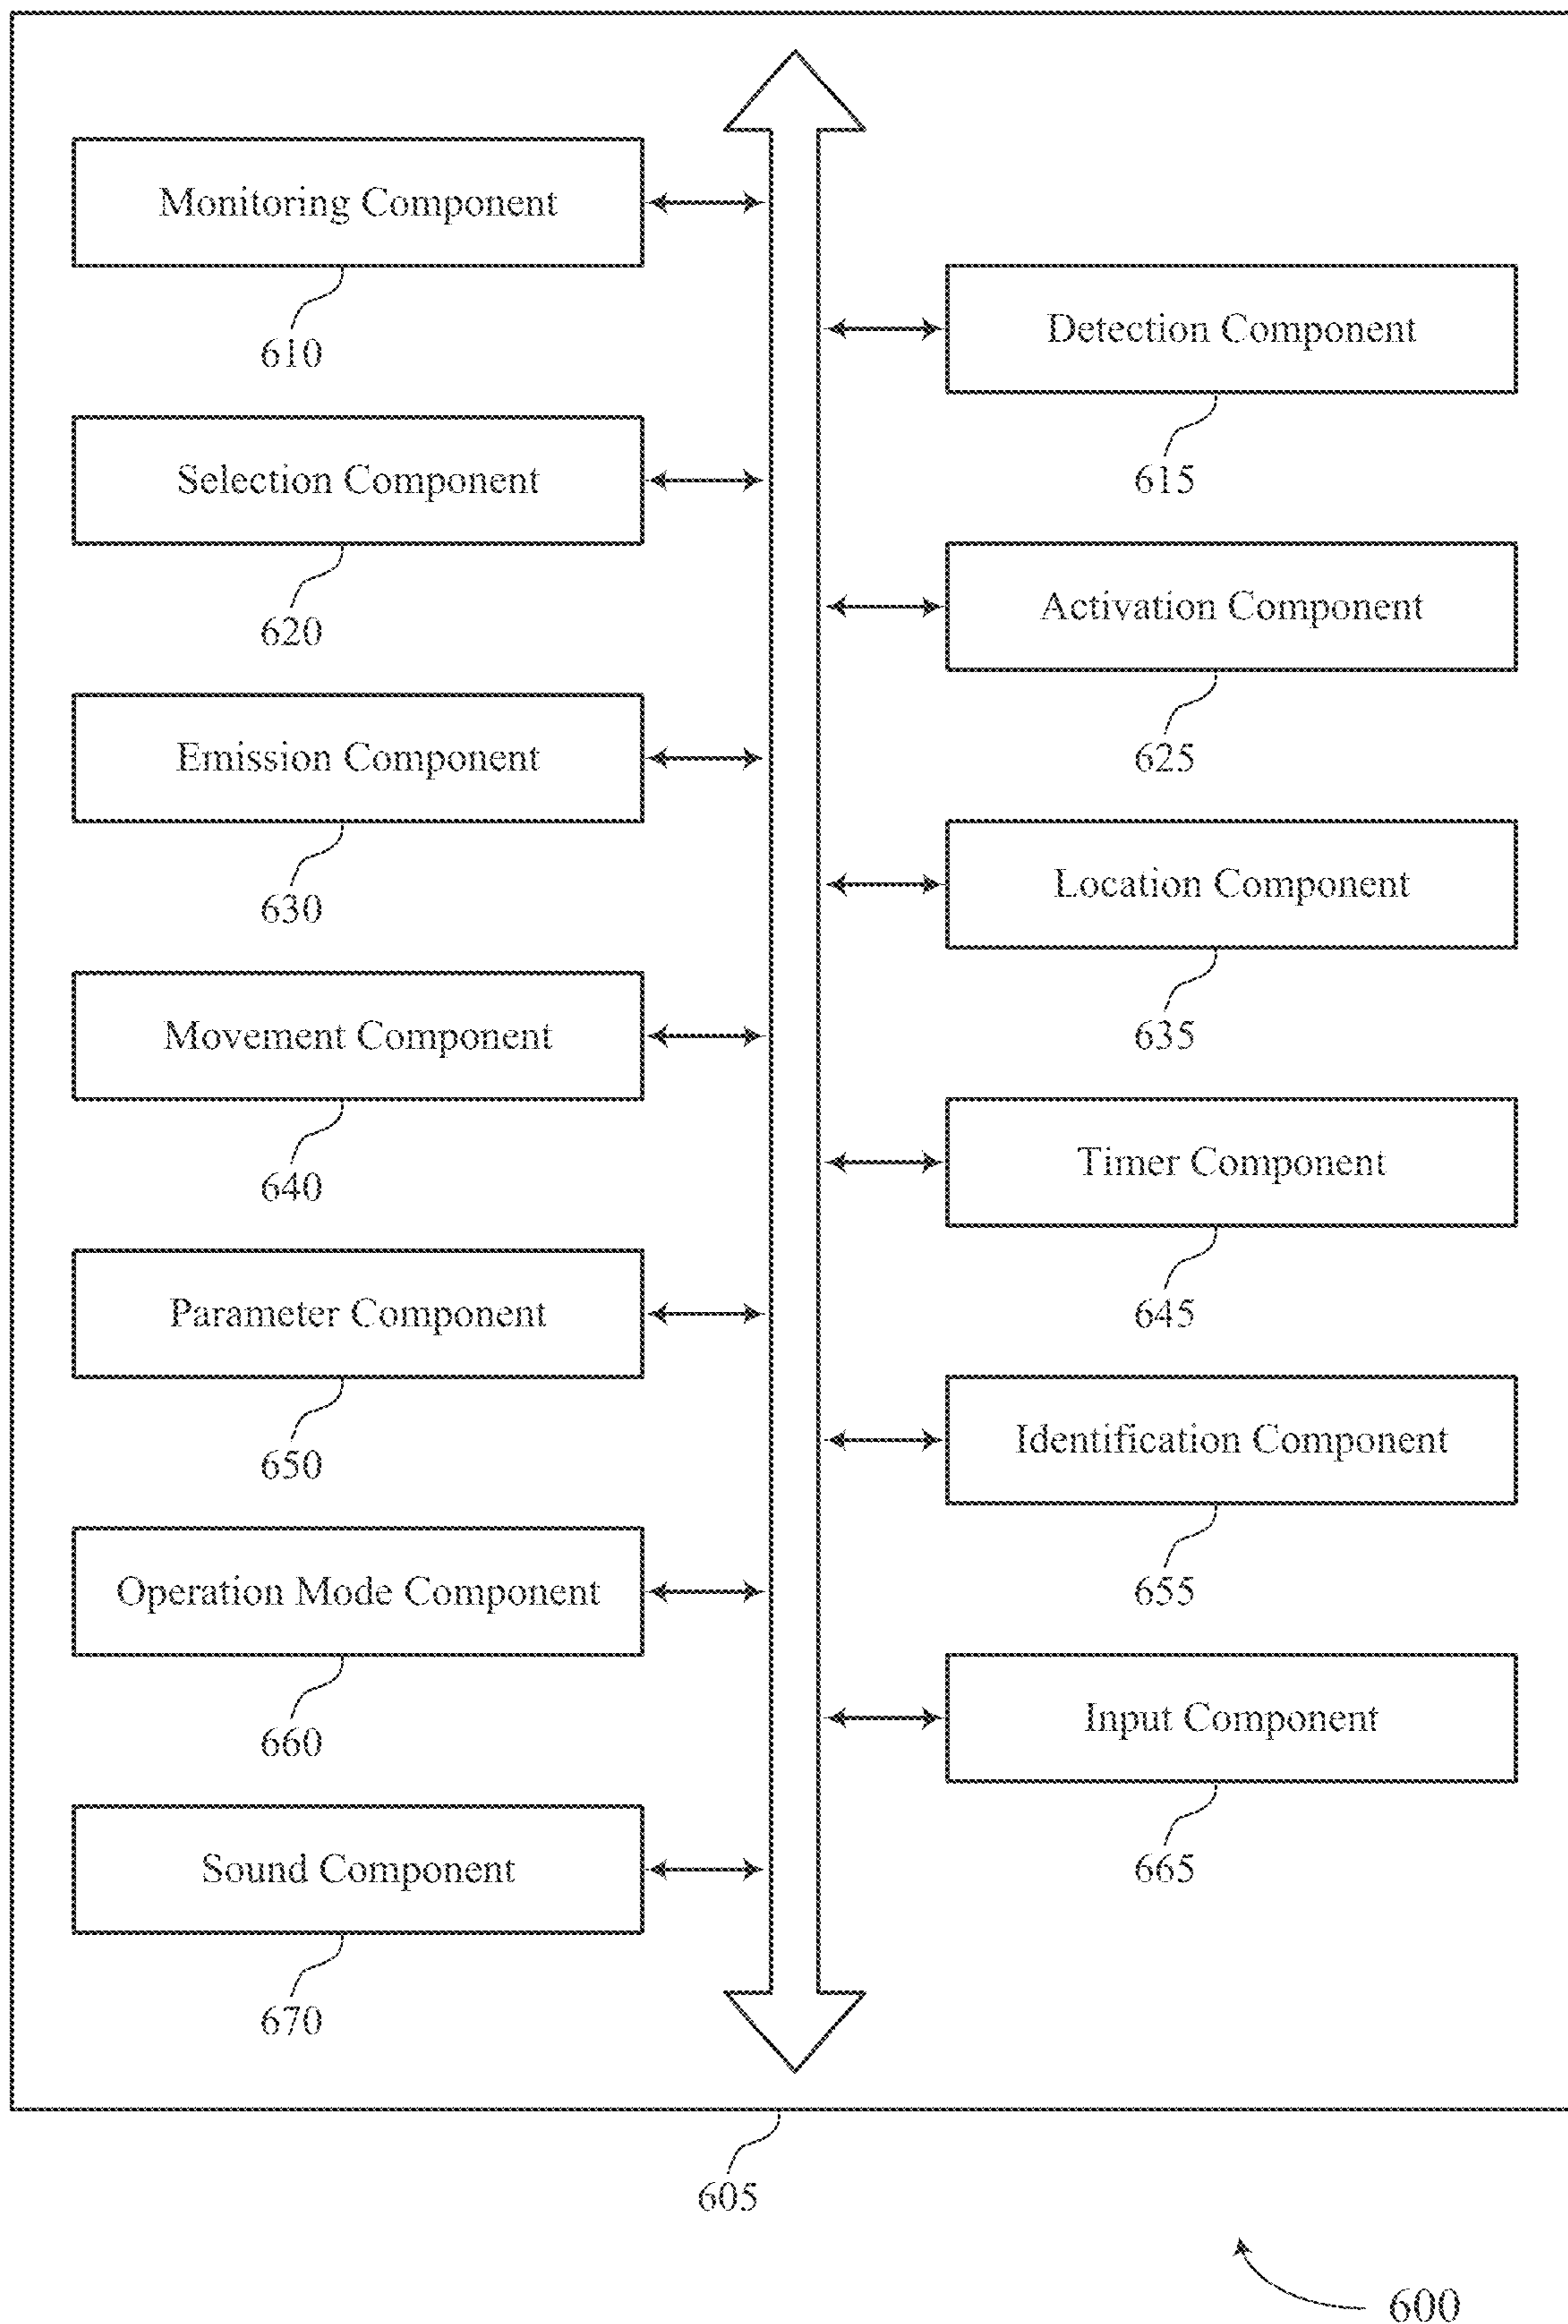 Monitoring Component
610
Detection Component
615
Selection Component
620
Activation Component
625
Emission Component
630
Location Component
635
Movement Component
640
Timer Component
645
Parameter Component
650
Identification Component
655
Operation Mode Component
660
Input Component
665
Sound Component
670
605
600